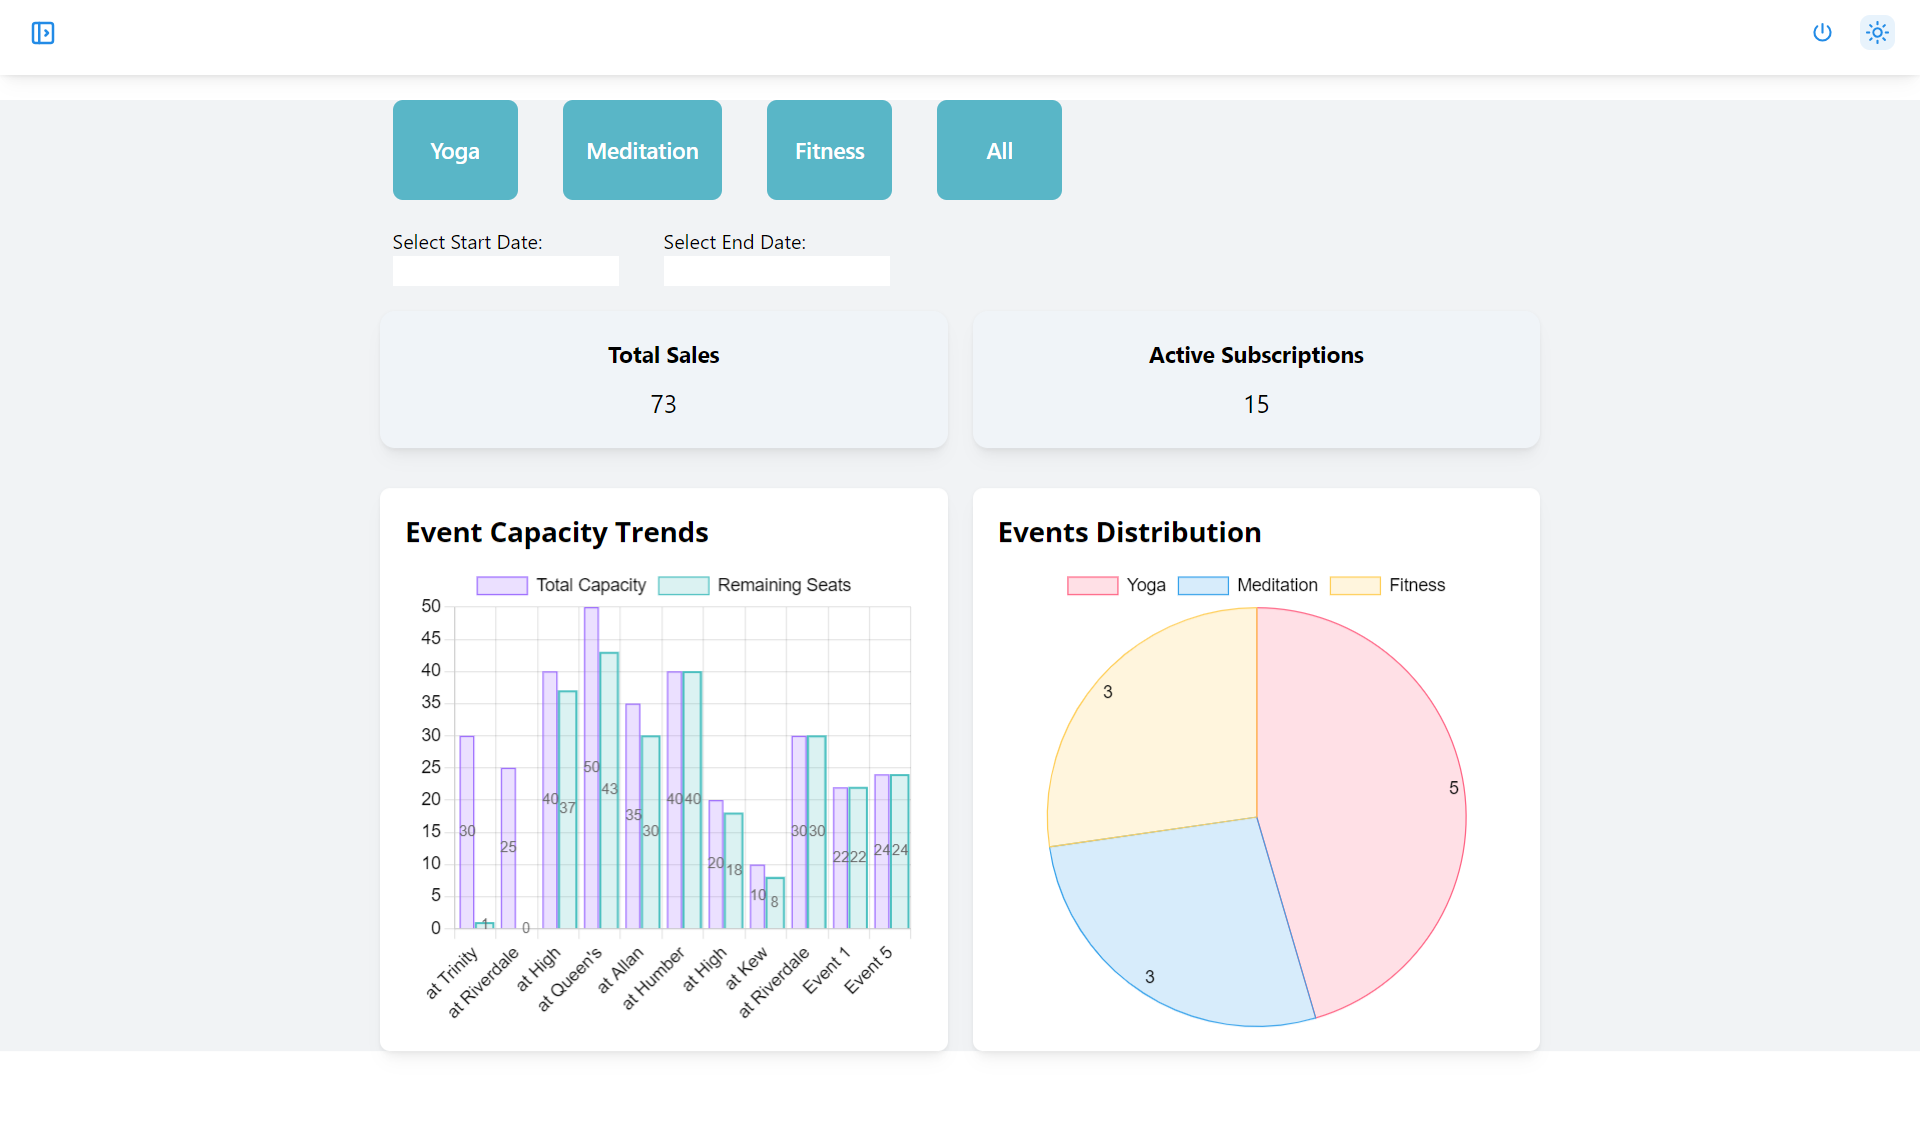 Yoga
Meditation
Fitness
All
Select Start Date:
Select End Date:
Total Sales
73
Active Subscriptions
15
Event Capacity Trends
Total Capacity
Remaining Seats
50
45
40
35
30
25
20
15
10
5
0
30
1
25
0
40
37
50
43
35
30
40
40
20
18
10
8
30
30
22
22
24
24
at Trinity
at Riverdale
at High
at Queen's
at Allan
at Humber
at High
at Kew
at Riverdale
Event 1
Event 5
Events Distribution
Yoga
Meditation
Fitness
3
5
3